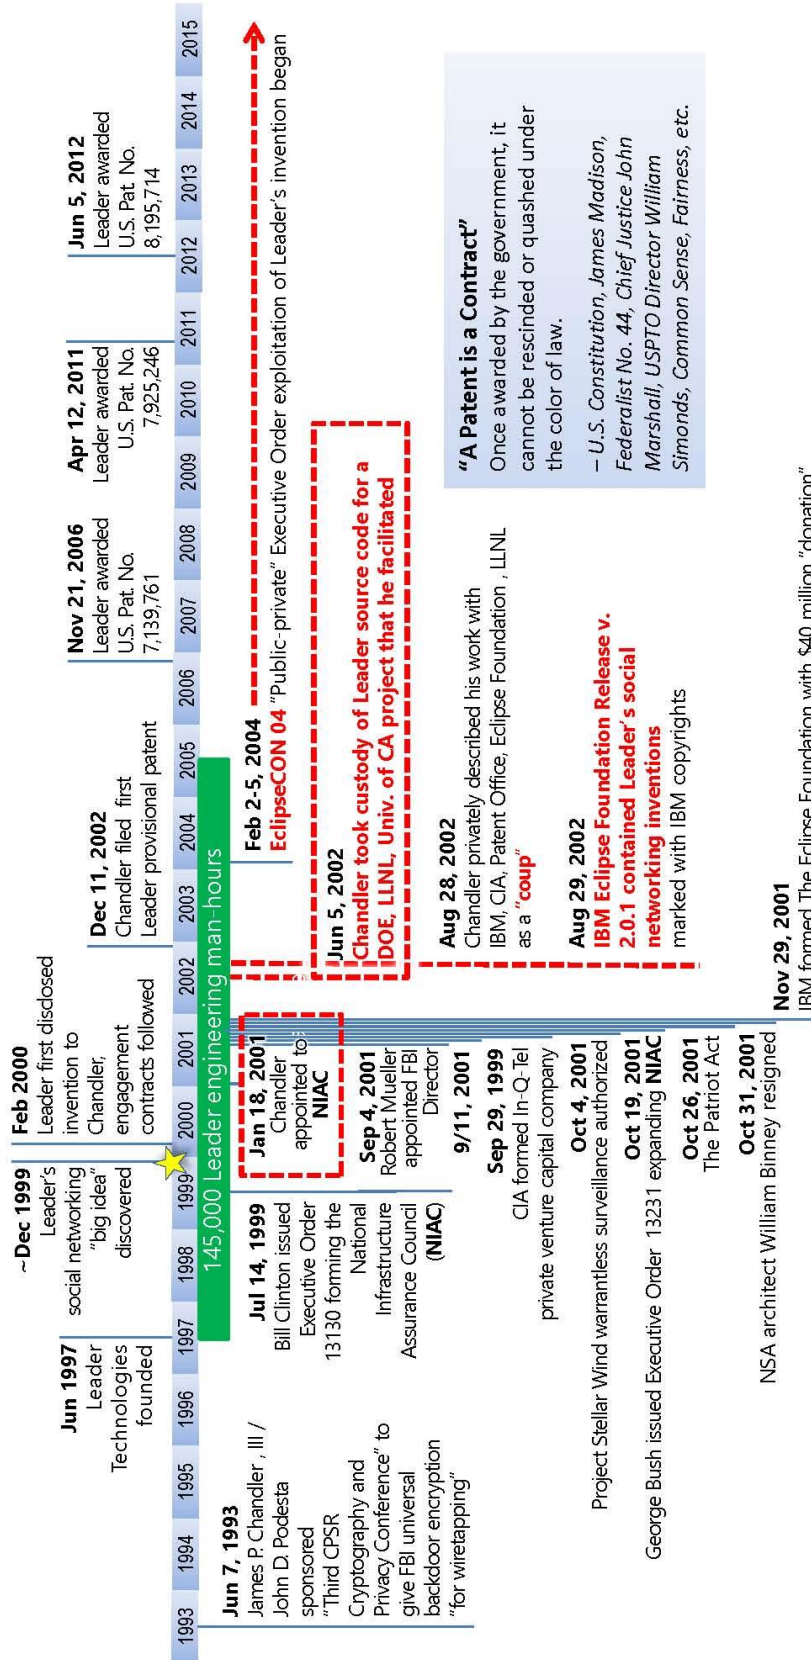 ~Dec 1999
Leader's
social networking
"big idea"
discovered
Feb 2000
Leader first disclosed
invention to
Chandler,
engagement
contracts followed
Jun 1997
Leader
Technologies
founded
Dec 11, 2002
Chandler filed first
Leader provisional patent
Nov 21, 2006
Leader awarded
U.S. Pat. No.
7,139,761
Apr 12, 2011
Leader awarded
U.S. Pat. No.
7,925,246
Jun 5, 2012
Leader awarded
U.S. Pat. No.
8,195,714
1993 1994 1995 1996 1997 1998 1999 2000 2001 2002 2003 2004 2005 2006 2007 2008 2009 2010 2011 2012 2013 2014 2015
145,000 Leader engineering man-hours
Jun 7, 1993
James P. Chandler , III /
John D. Podesta
sponsored
"Third CPSR
Cryptography and
Privacy Conference" to
give FBI universal
backdoor encryption
"for wiretapping"
Jul 14, 1999
Bill Clinton issued
Executive Order
13130 forming the
National
Infrastructure
Assurance Council
(NIAC)
Jan 18, 2001
Chandler
appointed to
NIAC
Sep 4, 2001
Robert Mueller
appointed FBI
Director
9/11, 2001
Sep 29, 1999
CIA formed In-Q-Tel
private venture capital company
Oct 4, 2001
Project Stellar Wind warrantless surveillance authorized
Oct 19, 2001
George Bush issued Executive Order 13231 expanding NIAC
Oct 26, 2001
The Patriot Act
Oct 31, 2001
NSA architect William Binney resigned
Nov 29, 2001
IBM formed The Eclipse Foundation with $40 million "donation"
Feb 2-5, 2004
EclipseCON 04 "Public-private" Executive Order exploitation of Leader's invention began
Jun 5, 2002
Chandler took custody of Leader source code for a
DOE, LLNL, Univ. of CA project that he facilitated
Aug 28, 2002
Chandler privately described his work with
IBM, CIA, Patent Office, Eclipse Foundation , LLNL
as a "coup"
Aug 29, 2002
IBM Eclipse Foundation Release v.
2.0.1 contained Leader's social
networking inventions
marked with IBM copyrights
"A Patent is a Contract"
Once awarded by the government, it
cannot be rescinded or quashed under
the color of law.
– U.S. Constitution, James Madison,
Federalist No. 44, Chief Justice John
Marshall, USPTO Director William
Simonds, Common Sense, Fairness, etc.